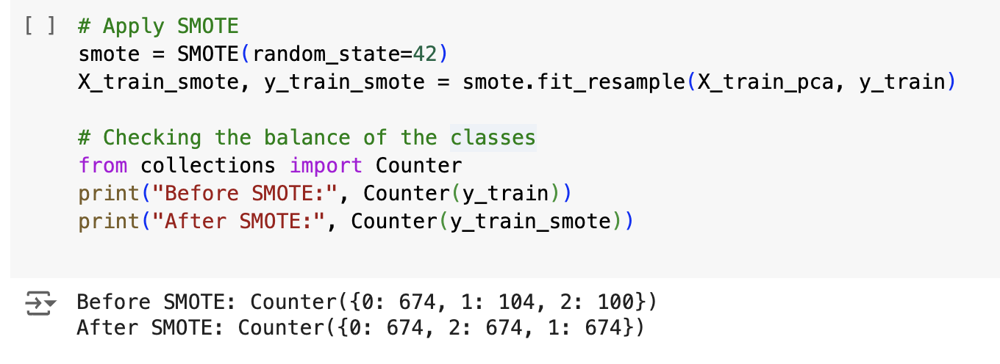 [ ] # Apply SMOTE
smote = SMOTE(random_state=42)
X_train_smote, y_train_smote = smote.fit_resample(X_train_pca, y_train)
# Checking the balance of the classes
from collections import Counter
print("Before SMOTE:", Counter(y_train))
print("After SMOTE:", Counter(y_train_smote))
Before SMOTE: Counter({0: 674, 1: 104, 2: 100})
After SMOTE: Counter({0: 674, 2: 674, 1: 674})